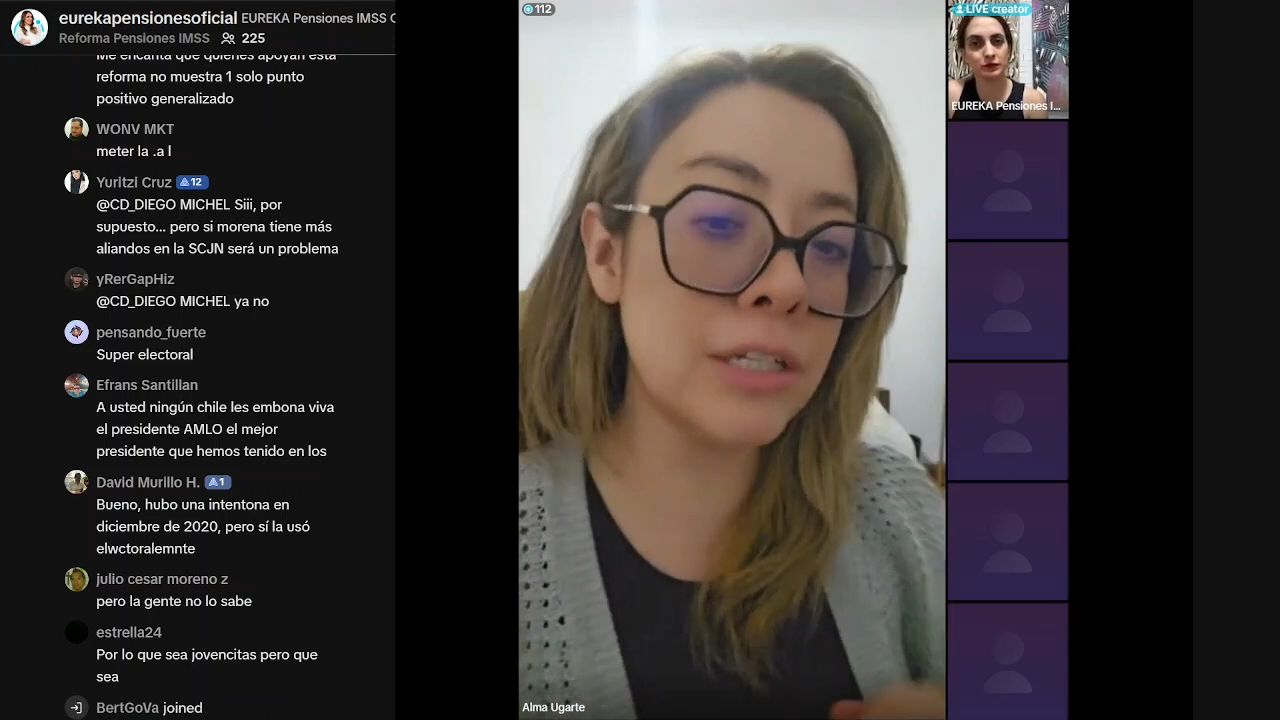 eurekapensionesoficial EUREKA Pensiones IMSS
Reforma Pensiones IMSS 225
Me encanta que quienes apoyan esta
reforma no muestra 1 solo punto
positivo generalizado
WONV MKT
meter la .a l
Yuritzi Cruz 12
@CD_DIEGO MICHEL Siii, por
supuesto... pero si morena tiene más
aliandos en la SCJN será un problema
yRerGapHiz
@CD_DIEGO MICHEL ya no
pensando_fuerte
Super electoral
Efrans Santillan
A usted ningún chile les embona viva
el presidente AMLO el mejor
presidente que hemos tenido en los
David Murillo H. 1
Bueno, hubo una intentona en
diciembre de 2020, pero sí la usó
elwctoralemnte
julio cesar moreno z
pero la gente no lo sabe
estrella24
Por lo que sea jovencitas pero que
sea
BertGoVa joined
112
Alma Ugarte
LIVE creator
EUREKA Pensiones I...